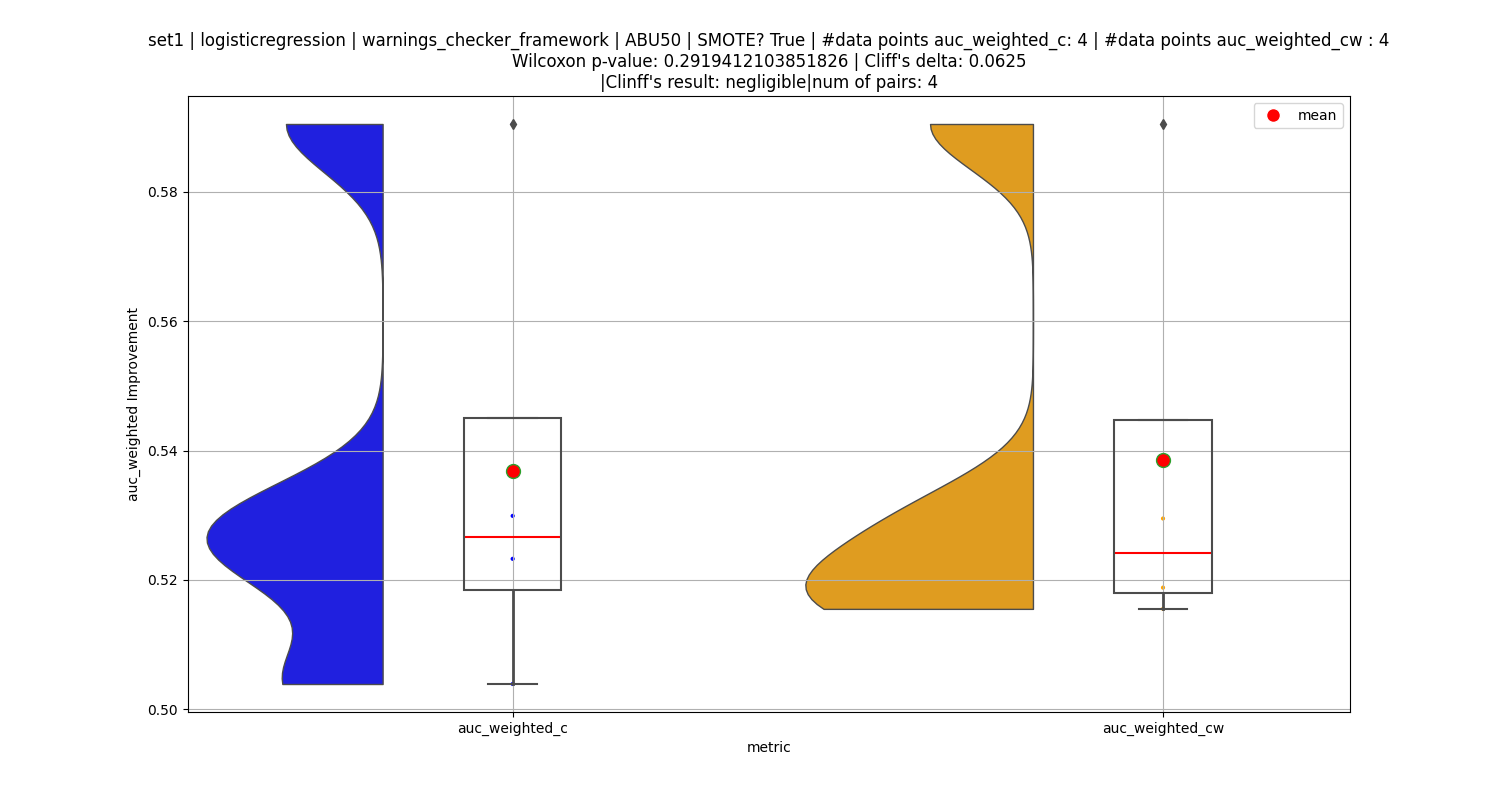 set1 | logisticregression | warnings_checker_framework | ABU50 | SMOTE? True | #data points auc_weighted_c: 4 | #data points auc_weighted_cw : 4
Wilcoxon p-value: 0.2919412103851826 | Cliff's delta: 0.0625
|Clinff's result: negligible|num of pairs: 4
mean
0.58
0.56
0.54
0.52
0.50
auc_weighted Improvement
auc_weighted_c
auc_weighted_cw
metric